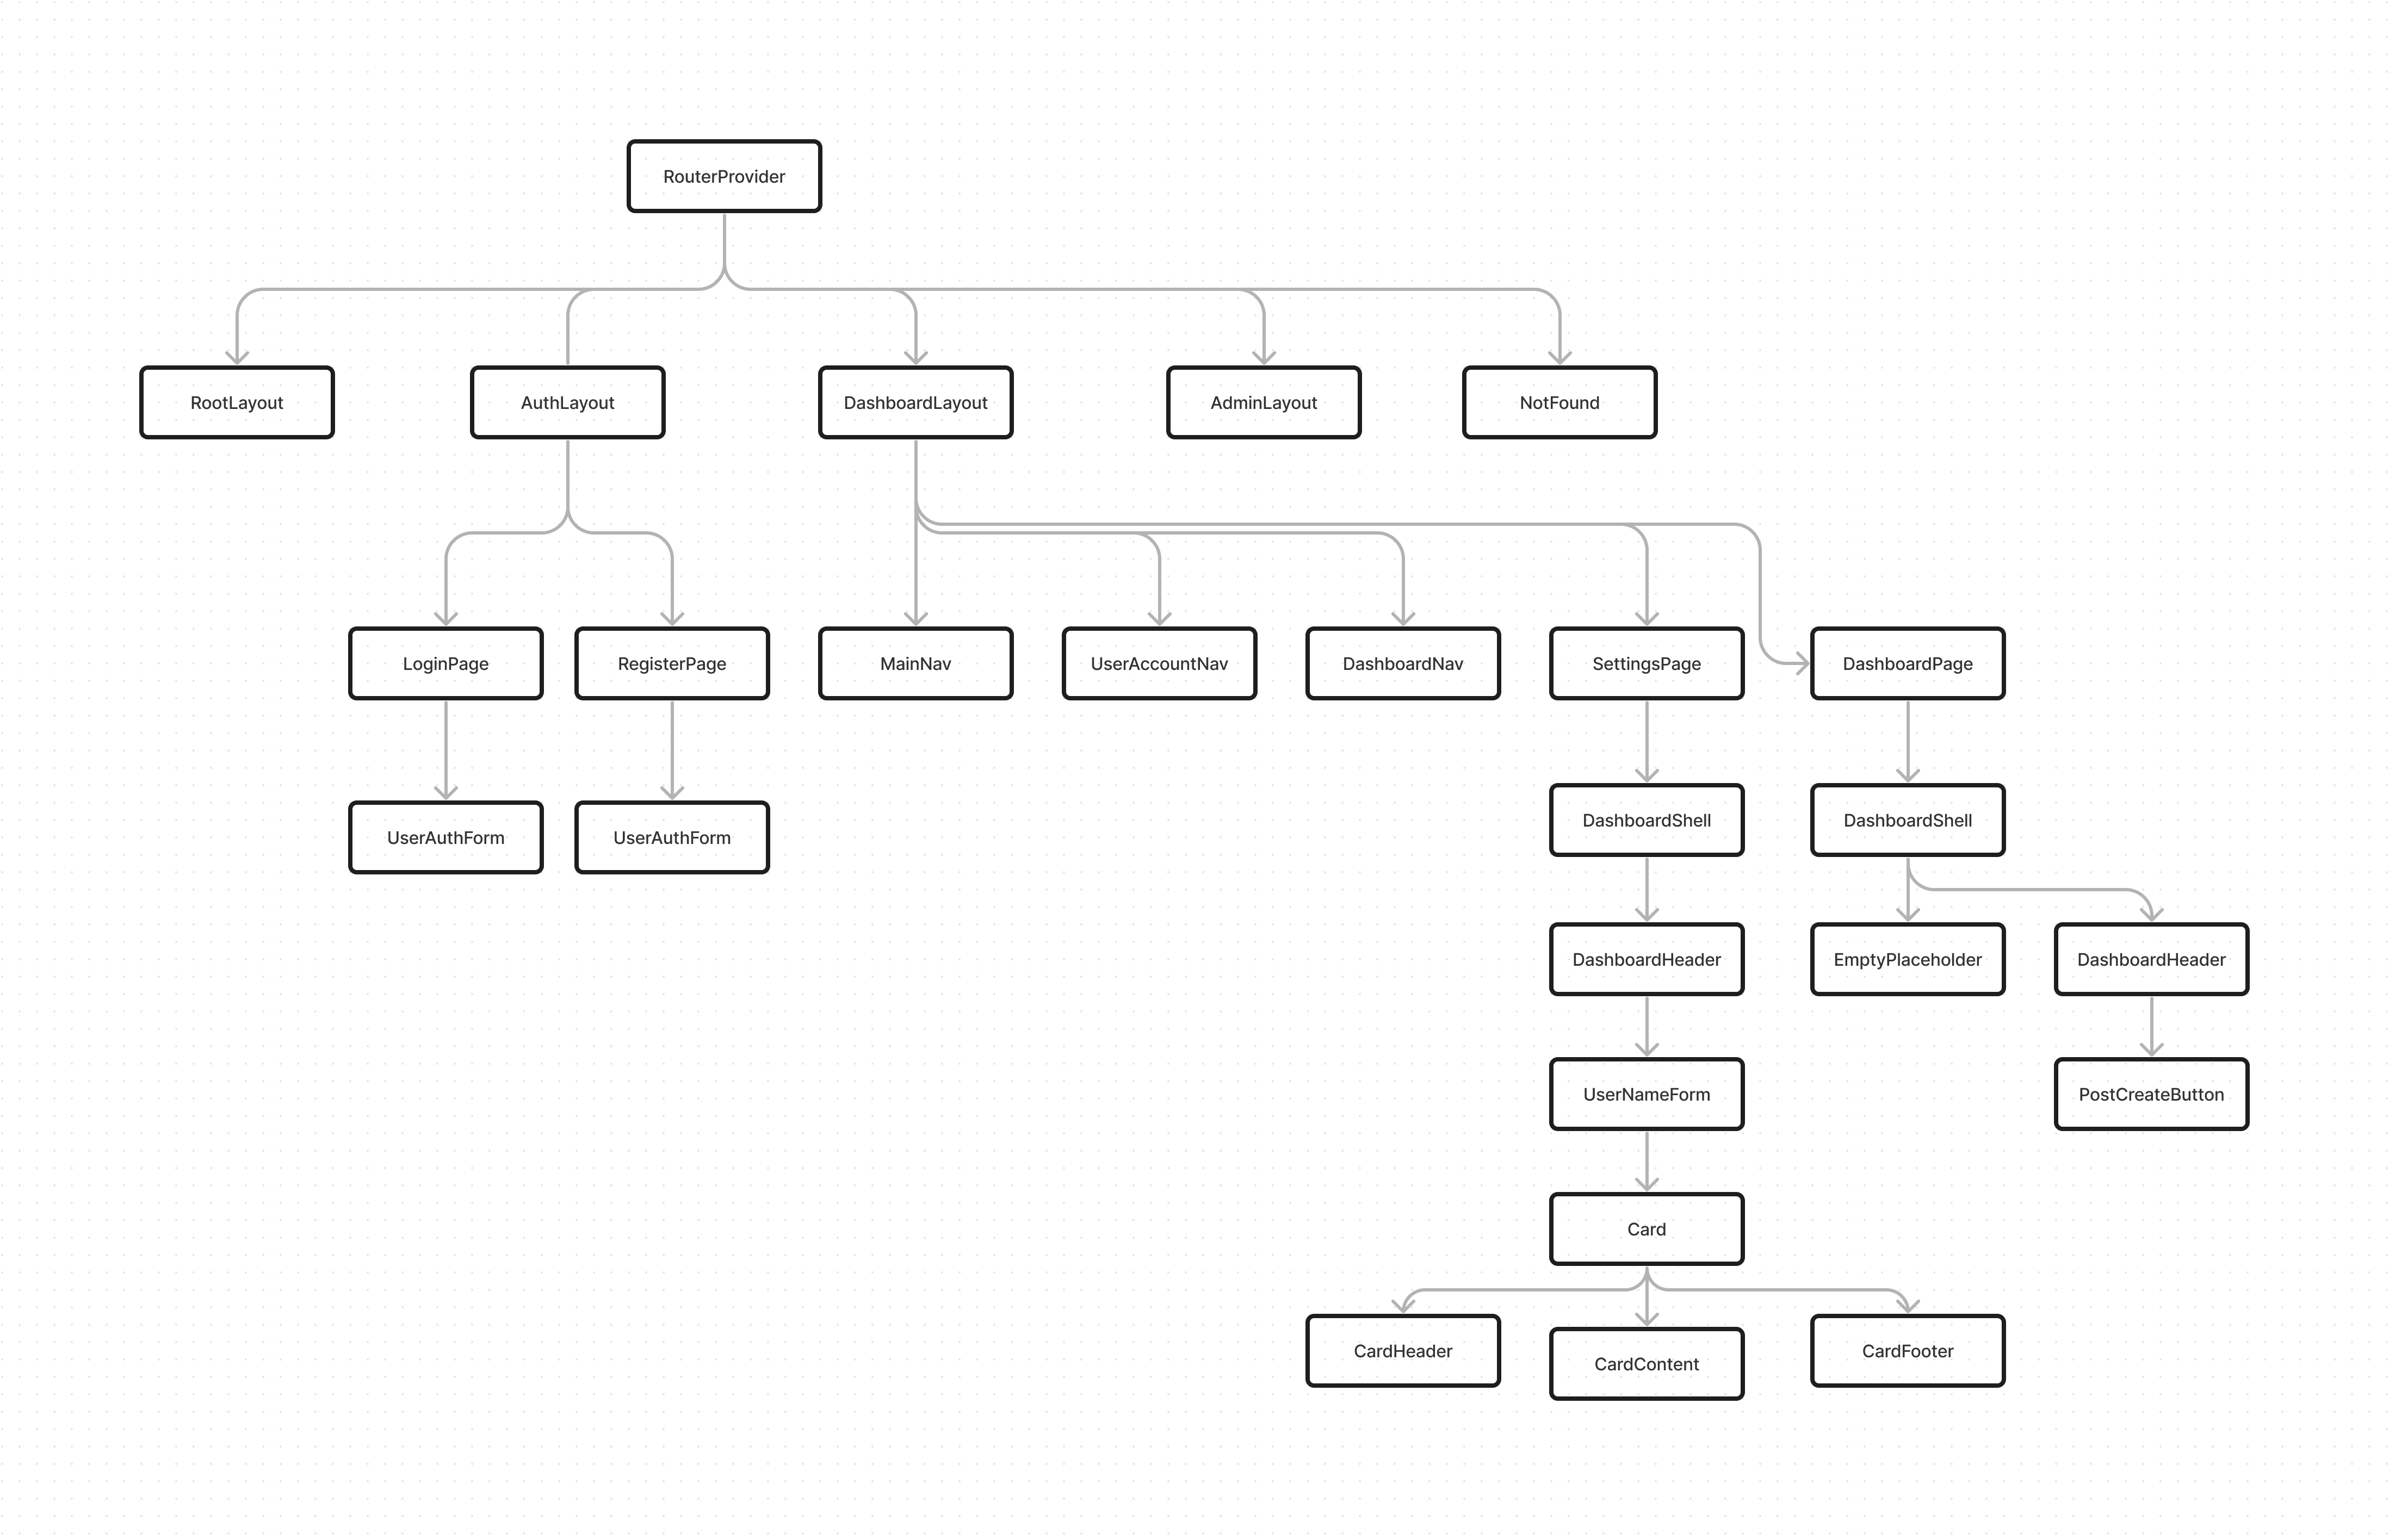 RouterProvider
RootLayout
AuthLayout
DashboardLayout
AdminLayout
NotFound
LoginPage
RegisterPage
MainNav
UserAccountNav
DashboardNav
SettingsPage
DashboardPage
UserAuthForm
UserAuthForm
DashboardShell
DashboardShell
DashboardHeader
EmptyPlaceholder
DashboardHeader
UserNameForm
PostCreateButton
Card
CardHeader
CardContent
CardFooter